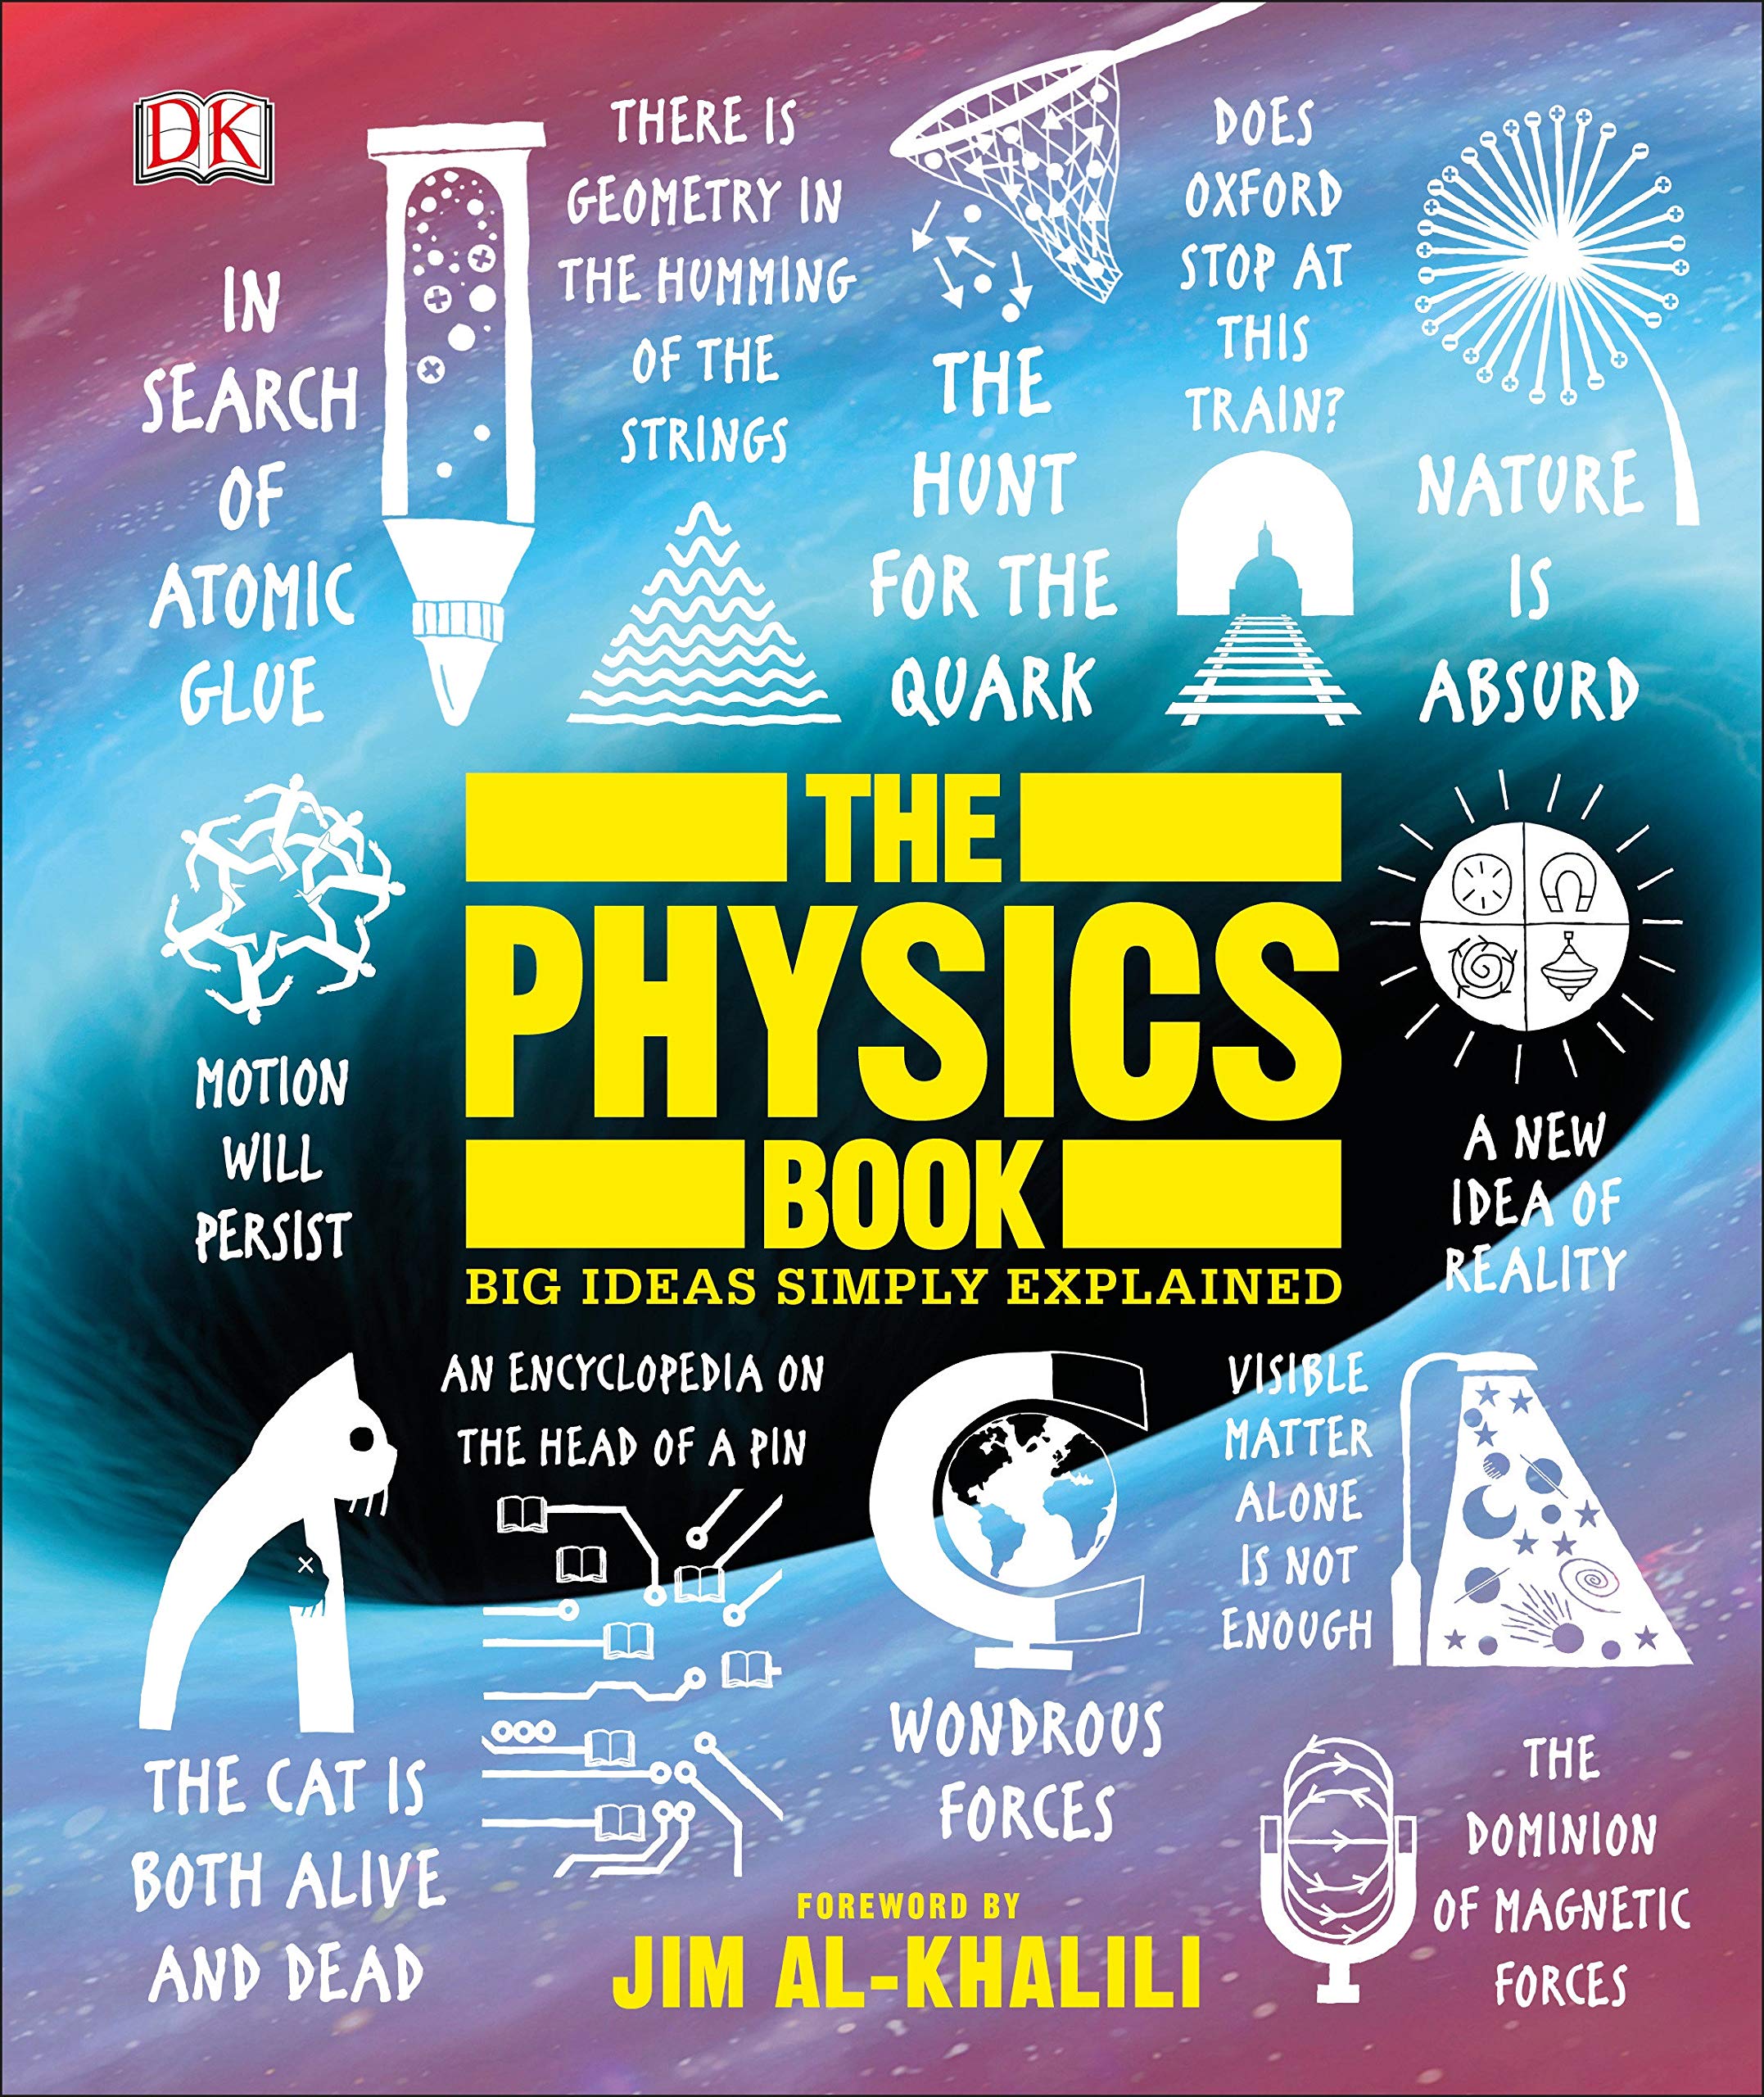 DK
IN
SEARCH
OF
ATOMIC
GLUE
THERE IS
GEOMETRY IN
THE HUMMING
OF THE
STRINGS
THE
HUNT
FOR THE
QUARK
DOES
OXFORD
STOP AT
THIS
TRAIN?
NATURE
IS
ABSURD
MOTION
WILL
PERSIST
THE
PHYSICS
BOOK
BIG IDEAS SIMPLY EXPLAINED
A NEW
IDEA OF
REALITY
THE CAT IS
BOTH ALIVE
AND DEAD
AN ENCYCLOPEDIA ON
THE HEAD OF A PIN
WONDROUS
FORCES
VISIBLE
MATTER
ALONE
IS NOT
ENOUGH
THE
DOMINION
OF MAGNETIC
FORCES
FOREWORD BY
JIM AL-KHALILI